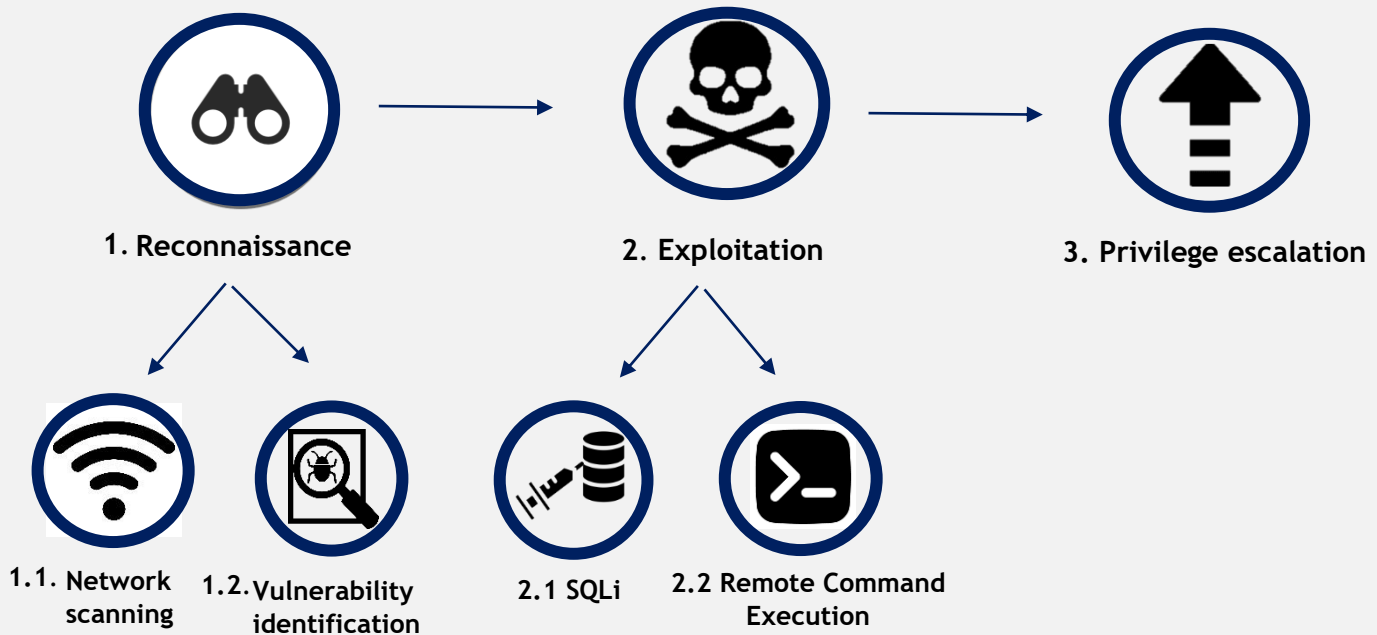 1. Reconnaissance
2. Exploitation
3. Privilege escalation
1.1. Network
scanning
1.2. Vulnerability
identification
2.1 SQLi
2.2 Remote Command
Execution